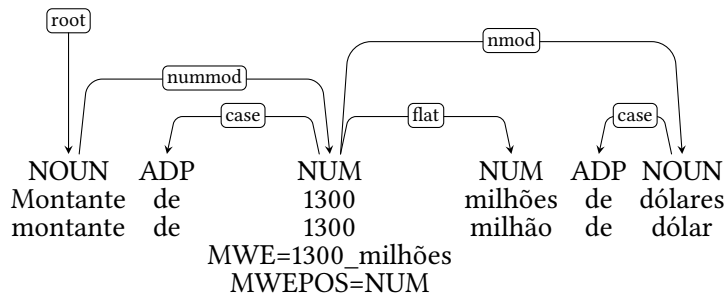 root
nmod
nummod
case flat case
NOUN ADP NUM NUM ADP NOUN
Montante de 1300 milhões de dólares
montante de 1300 milhão de dólar
MWE=1300_milhões
MWEPOS=NUM